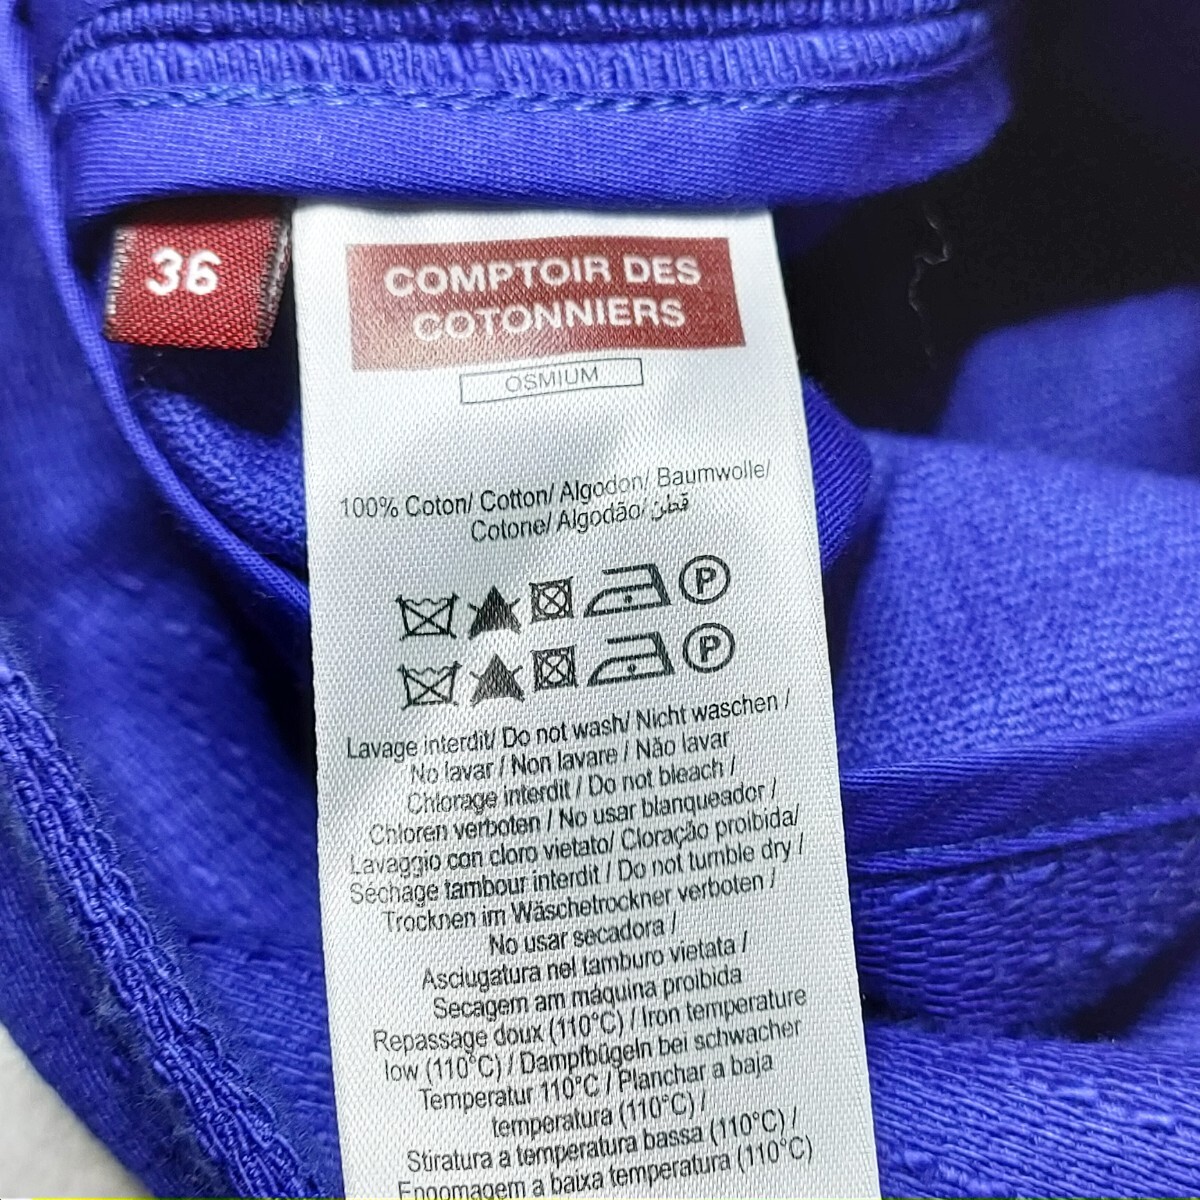 36
COMPTOIR DES
COTONNIERS
OSMIUM
100% Coton/ Cotton/ Algodon/ Baumwolle/
Cotone/ Algodão/ قطن
P
P
Lavage interdit/ Do not wash/ Nicht waschen /
No lavar / Non lavare / Não lavar
Chlorage interdit / Do not bleach /
Chloren verboten / No usar blanqueador /
Lavaggio con cloro vietato/ Cloração proibida/
Séchage tambour interdit / Do not tumble dry /
Trocknen im Wäschetrockner verboten /
No usar secadora /
Asciugatura nel tamburo vietata /
Secagem am máquina proibida
Repassage doux (110°C) / Iron temperature
low (110°C) / Dampfbügeln bei schwacher
Temperatur 110°C / Planchar a baja
temperatura (110°C) /
Stiratura a temperatura bassa (110°C) /
Engomagem a baixa temperatura (110°C)